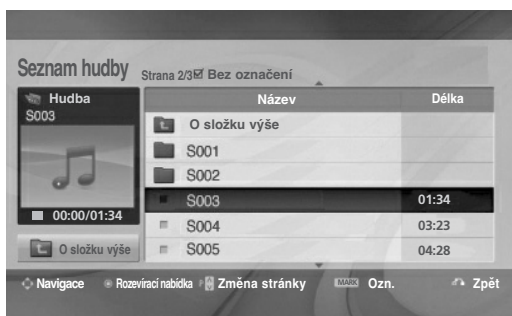 Seznam hudby Strana 2/3 Bez označení
Hudba
S003
00:00/01:34
O složku výše
Název Délka
O složku výše
S001
S002
S003 01:34
S004 03:23
S005 04:28
Navigace Rozevírací nabídka P Změna stránky MARK Ozn. Zpět